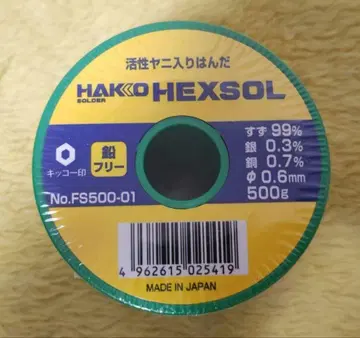 活性ヤニ入りはんだ
HAKKO HEXSOL
SOLDER
すず 99%
銀 0.3%
銅 0.7%
φ 0.6mm
500g
鉛
フリー
キッコー印
No.FS500-01
4 962615 025419
MADE IN JAPAN